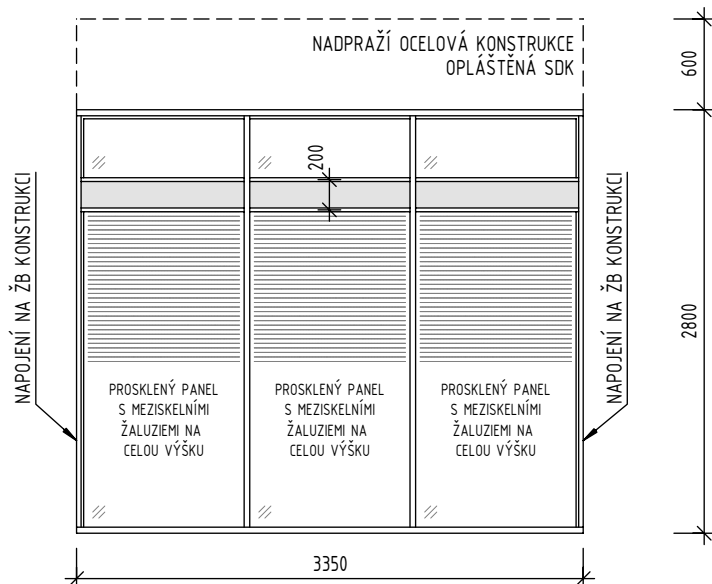 NADPRAŽÍ OCELOVÁ KONSTRUKCE
OPLÁŠTĚNÁ SDK
600
200
NAPOJENÍ NA ŽB KONSTRUKCI
NAPOJENÍ NA ŽB KONSTRUKCI
2800
PROSKLENÝ PANEL
S MEZISKELNÍMI
ŽALUZIEMI NA
CELOU VÝŠKU
PROSKLENÝ PANEL
S MEZISKELNÍMI
ŽALUZIEMI NA
CELOU VÝŠKU
PROSKLENÝ PANEL
S MEZISKELNÍMI
ŽALUZIEMI NA
CELOU VÝŠKU
3350